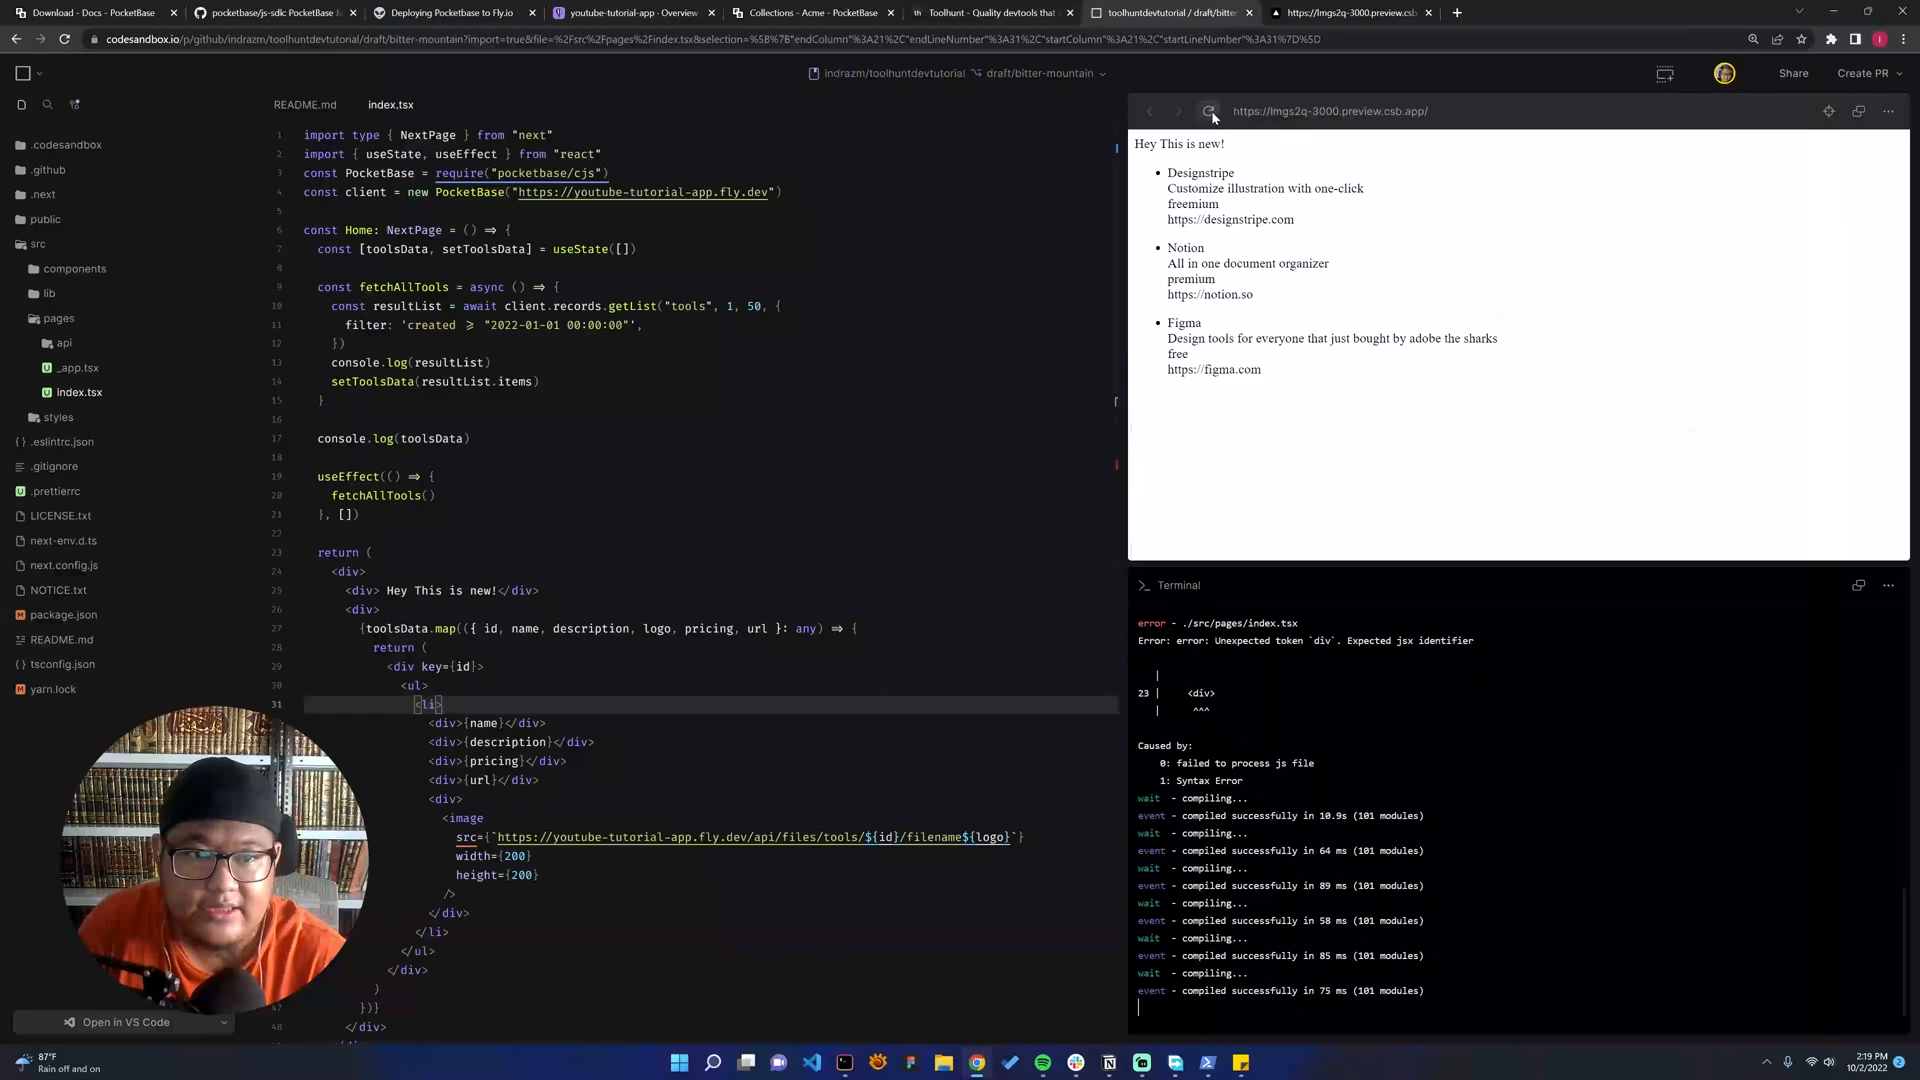 Download - Docs - PocketBase
pocketbase/js-sdk: PocketBase Ja
Deploying Pocketbase to Fly.io
youtube-tutorial-app · Overview
Collections - Acme - PocketBase
Toolhunt - Quality devtools that
toolhuntdevtutorial / draft/bitter
https://lmgs2q-3000.preview.csb
codesandbox.io/p/github/indrazm/toolhuntdevtutorial/draft/bitter-mountain?import=true&file=%2Fsrc%2Fpages%2Findex.tsx&selection=%5B%7B"endColumn"%3A21%2C"endLineNumber"%3A31%2C"startColumn"%3A21%2C"startLineNumber"%3A31%7D%5D
indrazm/toolhuntdevtutorial draft/bitter-mountain
Share
Create PR
.codesandbox
.github
.next
public
src
components
lib
pages
api
_app.tsx
index.tsx
styles
.eslintrc.json
.gitignore
.prettierrc
LICENSE.txt
next-env.d.ts
next.config.js
NOTICE.txt
package.json
README.md
tsconfig.json
yarn.lock
Open in VS Code
README.md index.tsx
1 import type { NextPage } from "next"
2 import { useState, useEffect } from "react"
3 const PocketBase = require("pocketbase/cjs")
4 const client = new PocketBase("https://youtube-tutorial-app.fly.dev")
5
6 const Home: NextPage = () => {
7 const [toolsData, setToolsData] = useState([])
8
9 const fetchAllTools = async () => {
10 const resultList = await client.records.getList("tools", 1, 50, {
11 filter: 'created >= "2022-01-01 00:00:00"',
12 })
13 console.log(resultList)
14 setToolsData(resultList.items)
15 }
16
17 console.log(toolsData)
18
19 useEffect(() => {
20 fetchAllTools()
21 }, [])
22
23 return (
24 <div>
25 <div> Hey This is new!</div>
26 <div>
27 {toolsData.map(({ id, name, description, logo, pricing, url }: any) => {
28 return (
29 <div key={id}>
30 <ul>
31 <li>
<div>{name}</div>
<div>{description}</div>
<div>{pricing}</div>
<div>{url}</div>
<div>
<image
src={`https://youtube-tutorial-app.fly.dev/api/files/tools/${id}/filename${logo}`}
width={200}
height={200}
/>
</div>
</li>
</ul>
</div>
)
47 })}
48 </div>
https://lmgs2q-3000.preview.csb.app/
Hey This is new!
• Designstripe
Customize illustration with one-click
freemium
https://designstripe.com
• Notion
All in one document organizer
premium
https://notion.so
• Figma
Design tools for everyone that just bought by adobe the sharks
free
https://figma.com
Terminal
error - ./src/pages/index.tsx
Error: error: Unexpected token `div`. Expected jsx identifier
|
23 | <div>
| ^^^
Caused by:
0: failed to process js file
1: Syntax Error
wait - compiling...
event - compiled successfully in 10.9s (101 modules)
wait - compiling...
event - compiled successfully in 64 ms (101 modules)
wait - compiling...
event - compiled successfully in 89 ms (101 modules)
wait - compiling...
event - compiled successfully in 58 ms (101 modules)
wait - compiling...
event - compiled successfully in 85 ms (101 modules)
wait - compiling...
event - compiled successfully in 75 ms (101 modules)
87°F
Rain off and on
2:19 PM
10/2/2022